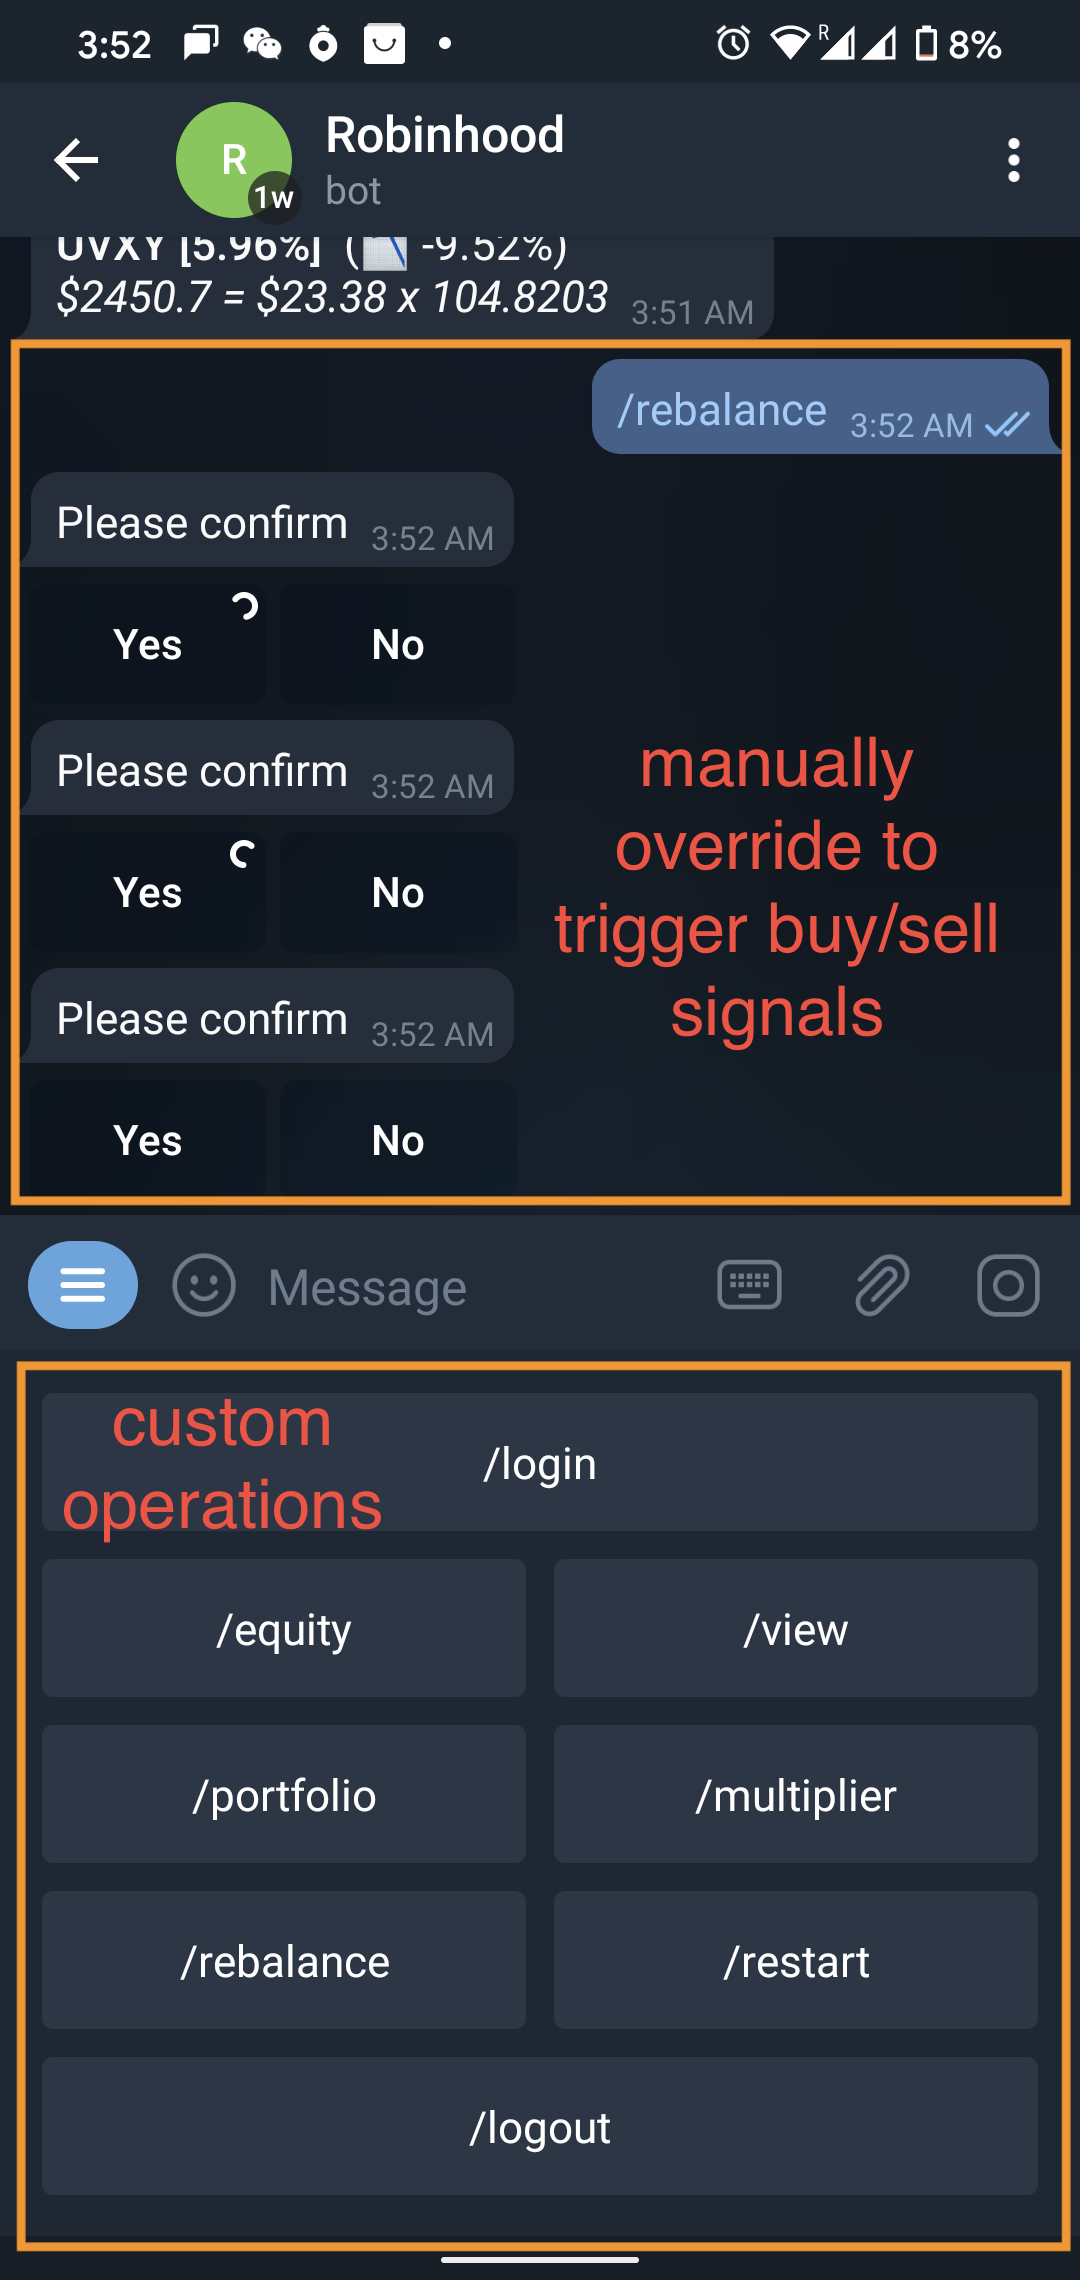 3:52
R
8%
R
1w
Robinhood
bot
UVXY [5.96%] ( -9.52%)
$2450.7 = $23.38 x 104.8203 3:51 AM
/rebalance 3:52 AM
Please confirm 3:52 AM
Yes No
Please confirm 3:52 AM
Yes No
Please confirm 3:52 AM
Yes No
manually
override to
trigger buy/sell
signals
Message
custom
operations
/login
/equity /view
/portfolio /multiplier
/rebalance /restart
/logout